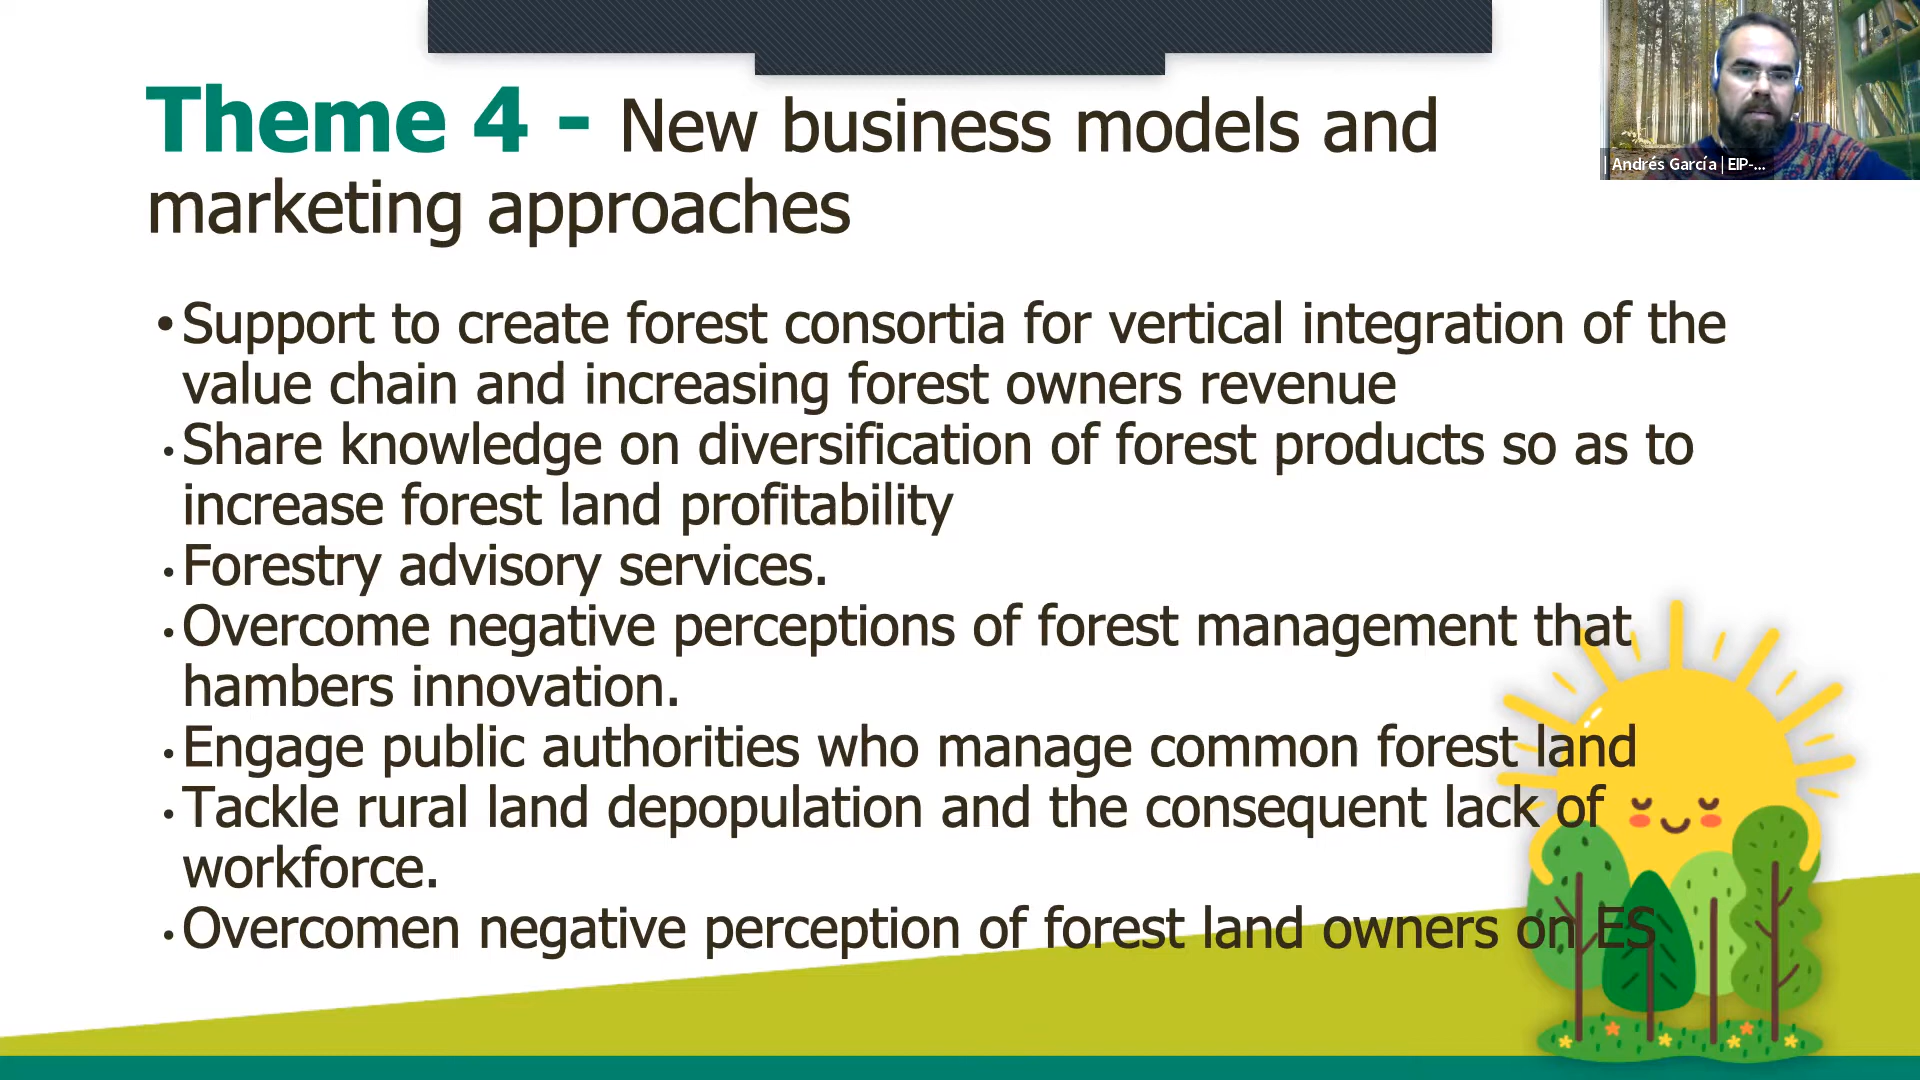 Theme 4 - New business models and
marketing approaches
| Andrés García | EIP-...
•Support to create forest consortia for vertical integration of the
value chain and increasing forest owners revenue
•Share knowledge on diversification of forest products so as to
increase forest land profitability
•Forestry advisory services.
•Overcome negative perceptions of forest management that
hambers innovation.
•Engage public authorities who manage common forest land
•Tackle rural land depopulation and the consequent lack of
workforce.
•Overcomen negative perception of forest land owners on ES